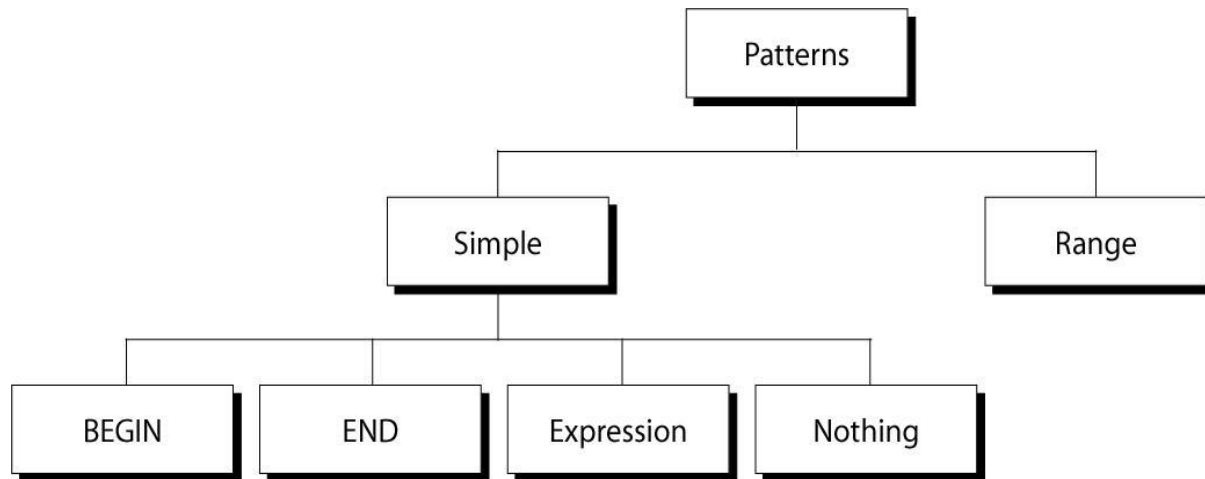 Patterns
Simple
Range
BEGIN
END
Expression
Nothing